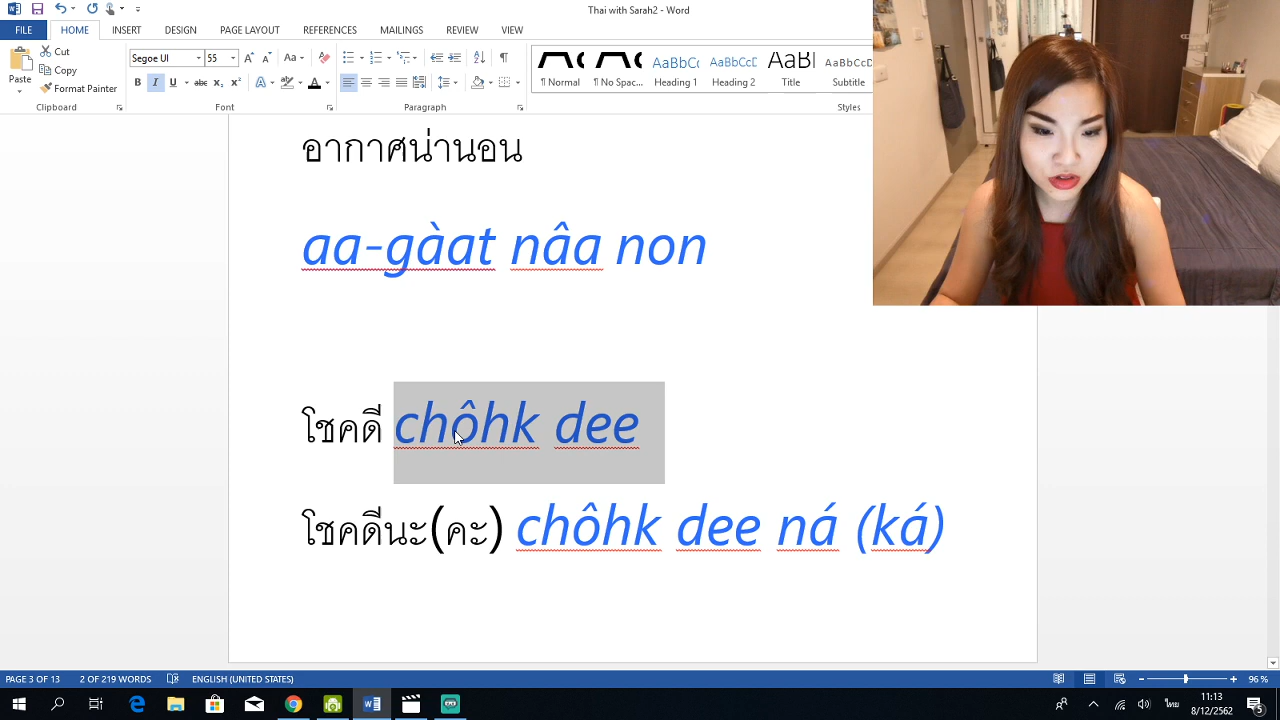 Thai with Sarah2 - Word
FILE HOME INSERT DESIGN PAGE LAYOUT REFERENCES MAILINGS REVIEW VIEW
Paste Cut Copy Format Painter
Segoe UI 55
AaBbCc AaBbCcD AaBl AaBbCcD
¶ Normal ¶ No Spac... Heading 1 Heading 2 Title Subtitle
Clipboard Font Paragraph Styles
อากาศน่านอน
aa-gàat nâa non
โชคดี chôhk dee
โชคดีนะ(คะ) chôhk dee ná (ká)
PAGE 3 OF 13 2 OF 219 WORDS ENGLISH (UNITED STATES) 96 %
ไทย 11:13
8/12/2562 5